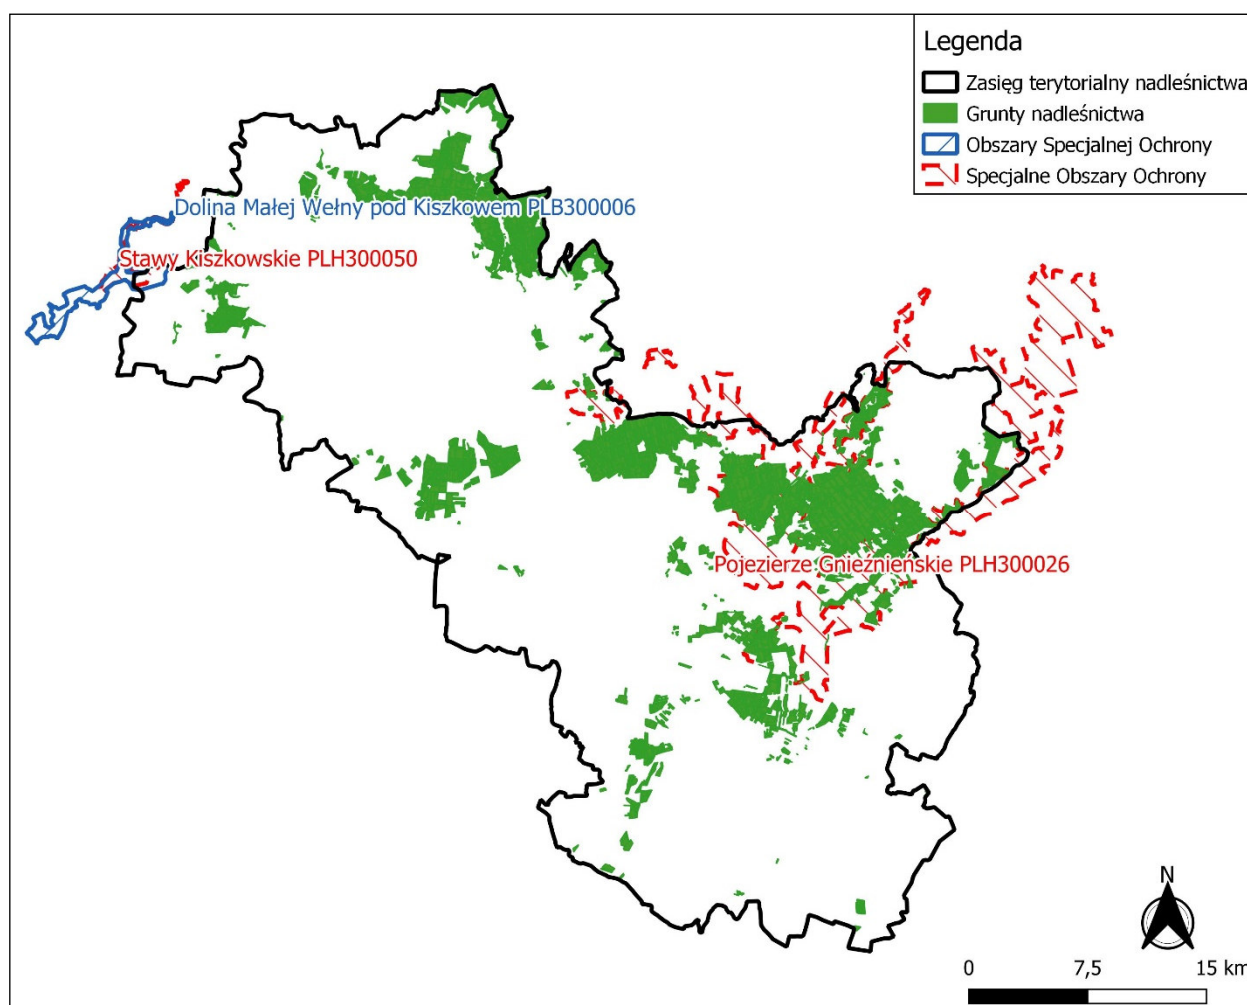 Legenda
Zasięg terytorialny nadleśnictwa
Grunty nadleśnictwa
Obszary Specjalnej Ochrony
Specjalne Obszary Ochrony
Dolina Małej Wełny pod Kiszkowem PLB300006
Stawy Kiszkowskie PLH300050
Pojezierze Gnieźnieńskie PLH300026
N
0 7,5 15 km